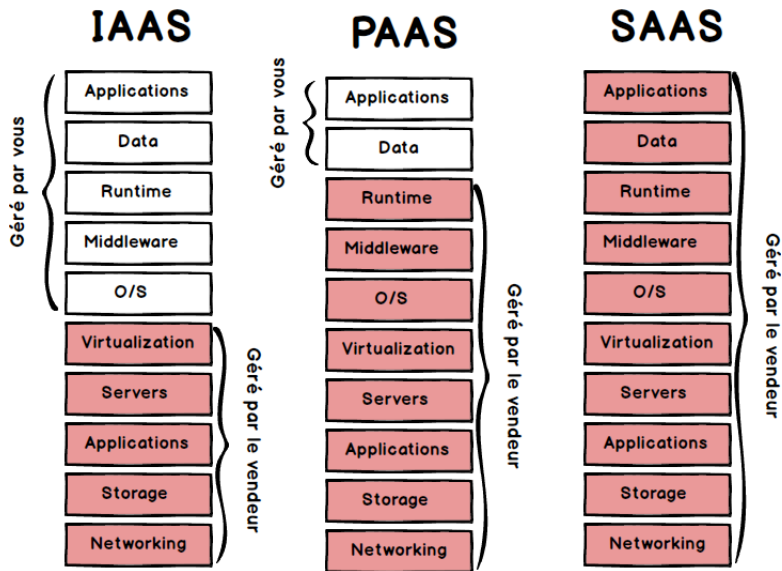 IAAS
Géré par vous
Applications
Data
Runtime
Middleware
O/S
Virtualization
Servers
Applications
Storage
Networking
Géré par le vendeur
PAAS
Géré par vous
Applications
Data
Runtime
Middleware
O/S
Virtualization
Servers
Applications
Storage
Networking
Géré par le vendeur
SAAS
Applications
Data
Runtime
Middleware
O/S
Virtualization
Servers
Applications
Storage
Networking
Géré par le vendeur